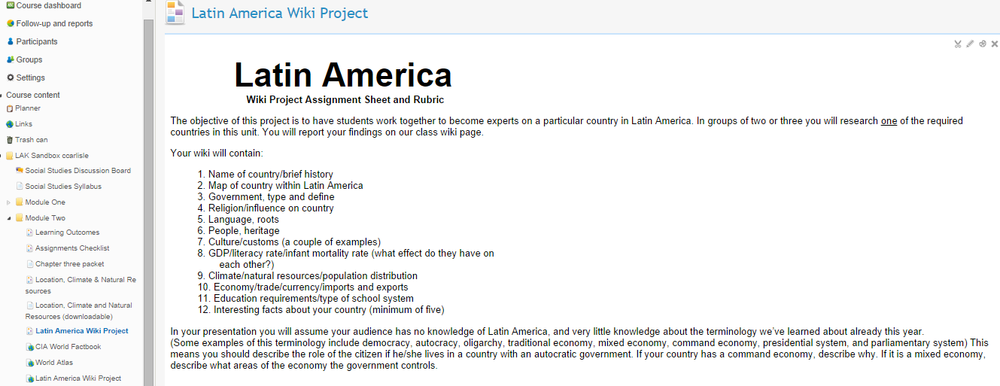 Course dashboard
Follow-up and reports
Participants
Groups
Settings
Course content
Planner
Links
Trash can
LAK Sandbox ccarlisle
Social Studies Discussion Board
Social Studies Syllabus
Module One
Module Two
Learning Outcomes
Assignments Checklist
Chapter three packet
Location, Climate & Natural Re
sources
Location, Climate and Natural
Resources (downloadable)
Latin America Wiki Project
CIA World Factbook
World Atlas
Latin America Wiki Project
Latin America Wiki Project
Latin America
Wiki Project Assignment Sheet and Rubric
The objective of this project is to have students work together to become experts on a particular country in Latin America. In groups of two or three you will research one of the required
countries in this unit. You will report your findings on our class wiki page.
Your wiki will contain:
1. Name of country/brief history
2. Map of country within Latin America
3. Government, type and define
4. Religion/influence on country
5. Language, roots
6. People, heritage
7. Culture/customs (a couple of examples)
8. GDP/literacy rate/infant mortality rate (what effect do they have on
each other?)
9. Climate/natural resources/population distribution
10. Economy/trade/currency/imports and exports
11. Education requirements/type of school system
12. Interesting facts about your country (minimum of five)
In your presentation you will assume your audience has no knowledge of Latin America, and very little knowledge about the terminology we've learned about already this year.
(Some examples of this terminology include democracy, autocracy, oligarchy, traditional economy, mixed economy, command economy, presidential system, and parliamentary system) This
means you should describe the role of the citizen if he/she lives in a country with an autocratic government. If your country has a command economy, describe why. If it is a mixed economy,
describe what areas of the economy the government controls.